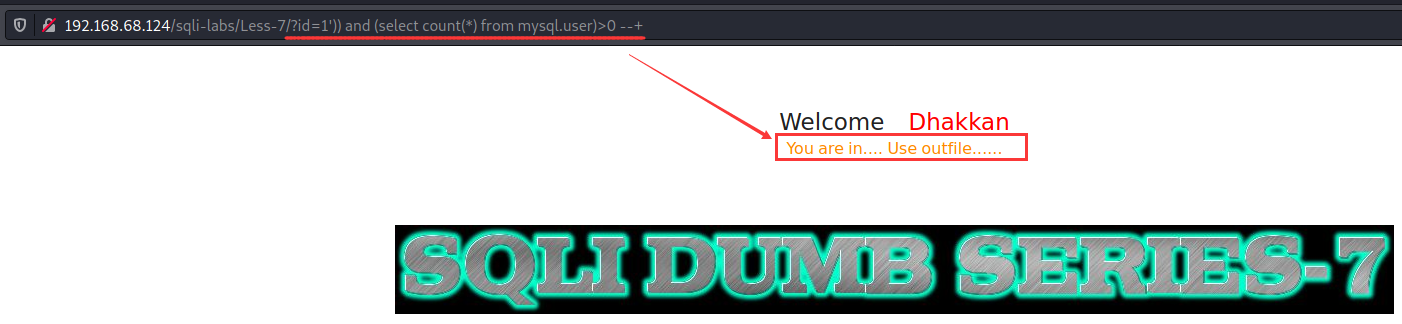 192.168.68.124/sqli-labs/Less-7/?id=1')) and (select count(*) from mysql.user)>0 --+
Welcome Dhakkan
You are in.... Use outfile......
SQLI DUMB SERIES-7